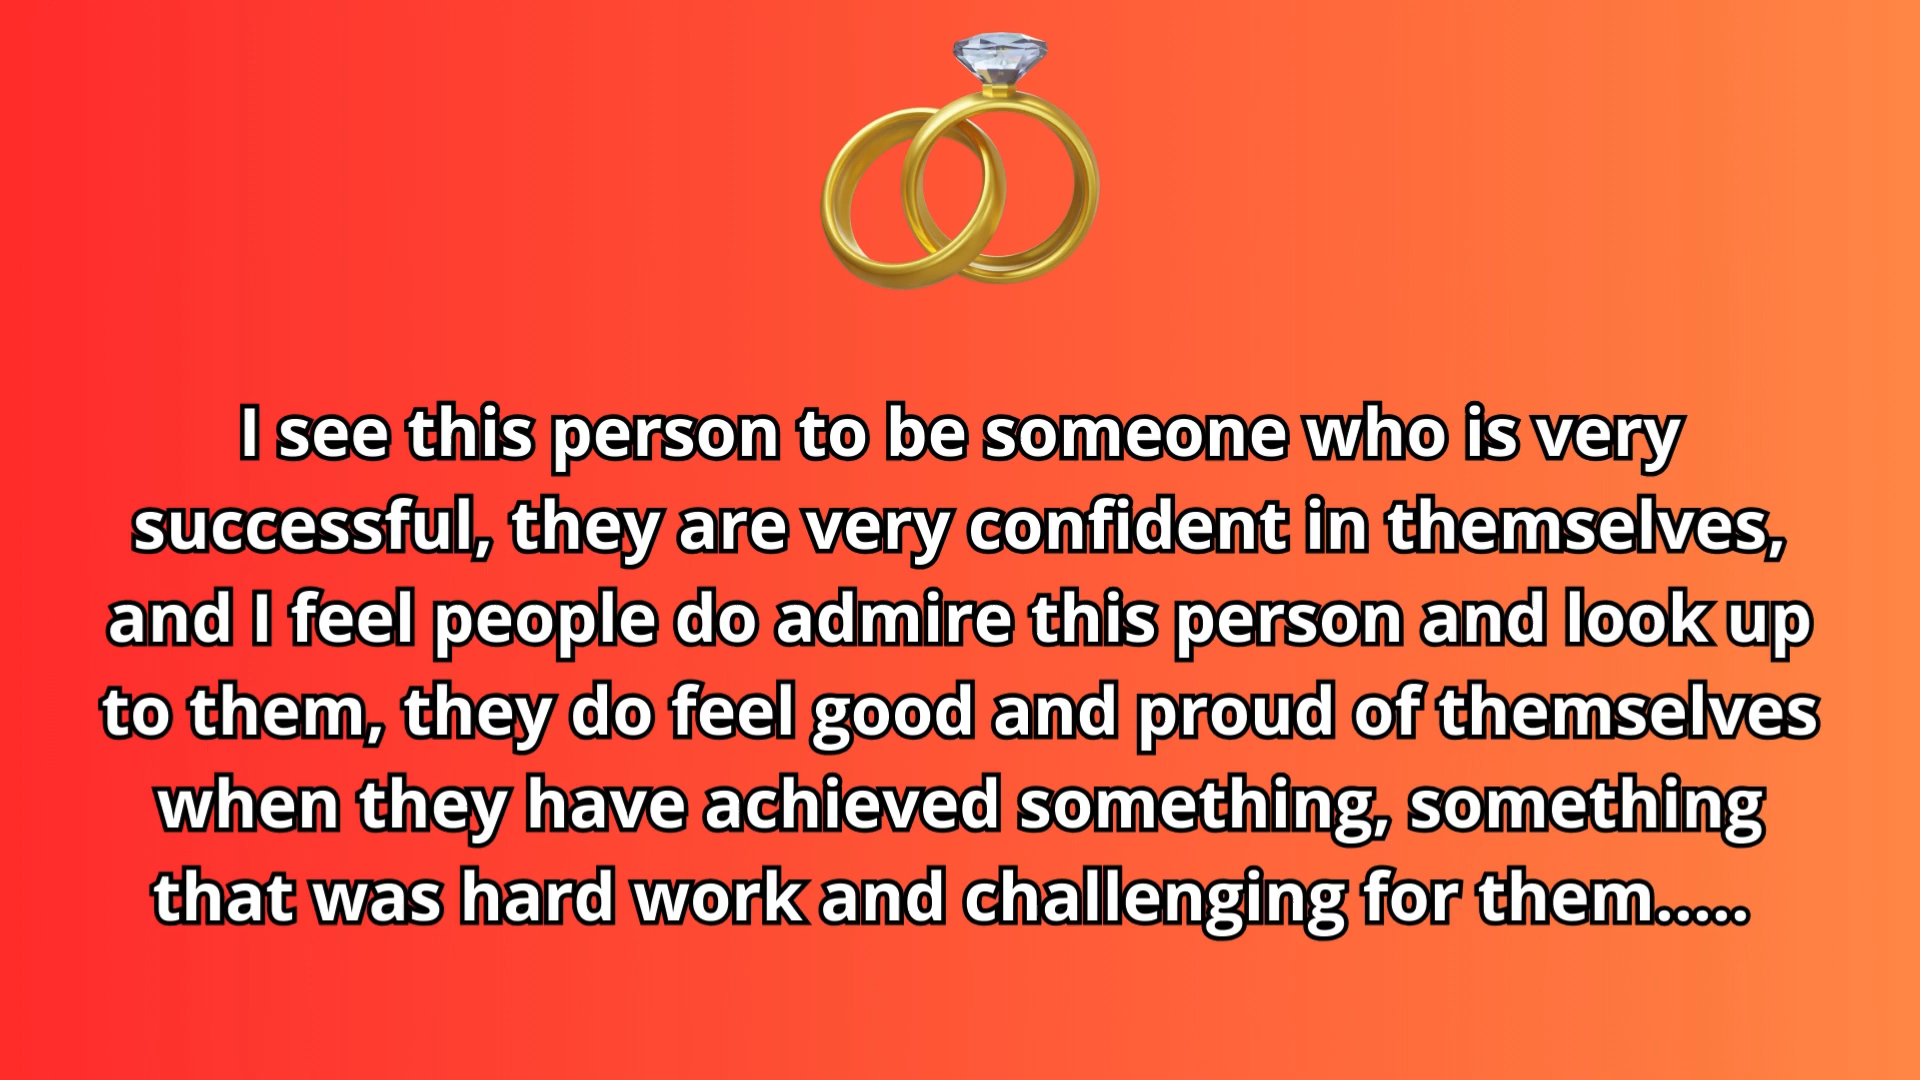 I see this person to be someone who is very
successful, they are very confident in themselves,
and I feel people do admire this person and look up
to them, they do feel good and proud of themselves
when they have achieved something, something
that was hard work and challenging for them.....